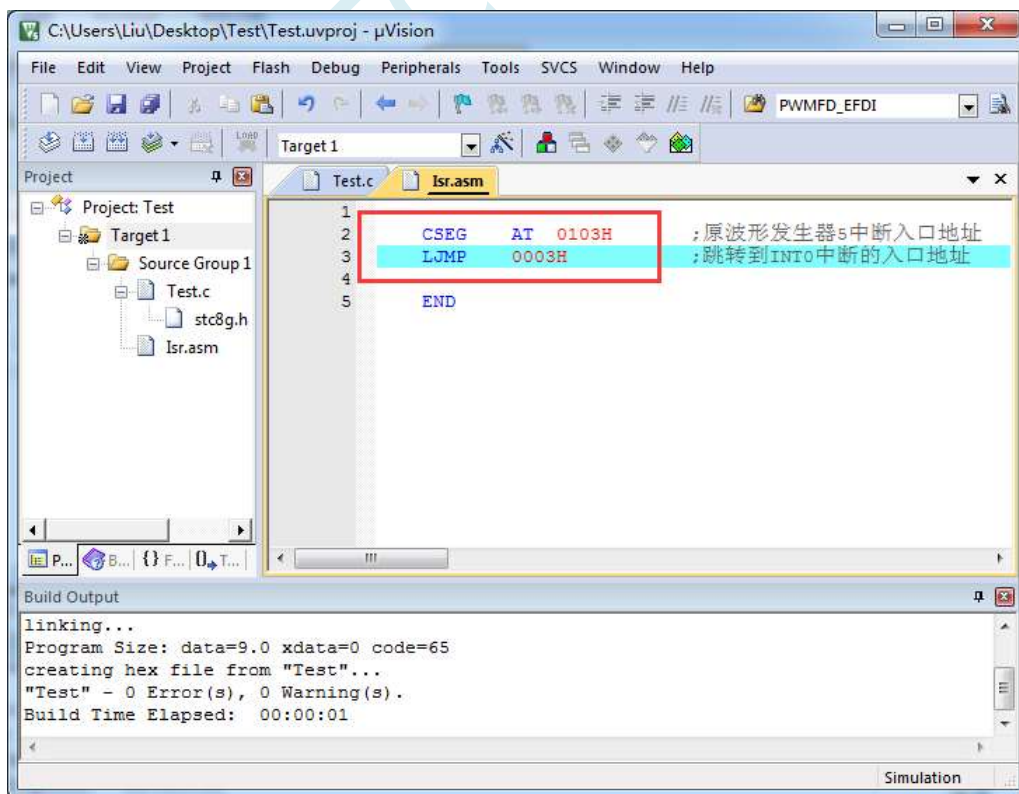 C:\Users\Liu\Desktop\Test\Test.uvproj - µVision
File Edit View Project Flash Debug Peripherals Tools SVCS Window Help
PWMFD_EFDI
LOAD
Target 1
Project
Test.c Isr.asm
Project: Test
Target 1
Source Group 1
Test.c
stc8g.h
Isr.asm
1
2 CSEG AT 0103H ;原波形发生器5中断入口地址
3 LJMP 0003H ;跳转到INT0中断的入口地址
4
5 END
P... B... {} F... 0 T...
Build Output
linking...
Program Size: data=9.0 xdata=0 code=65
creating hex file from "Test"...
"Test" - 0 Error(s), 0 Warning(s).
Build Time Elapsed: 00:00:01
Simulation